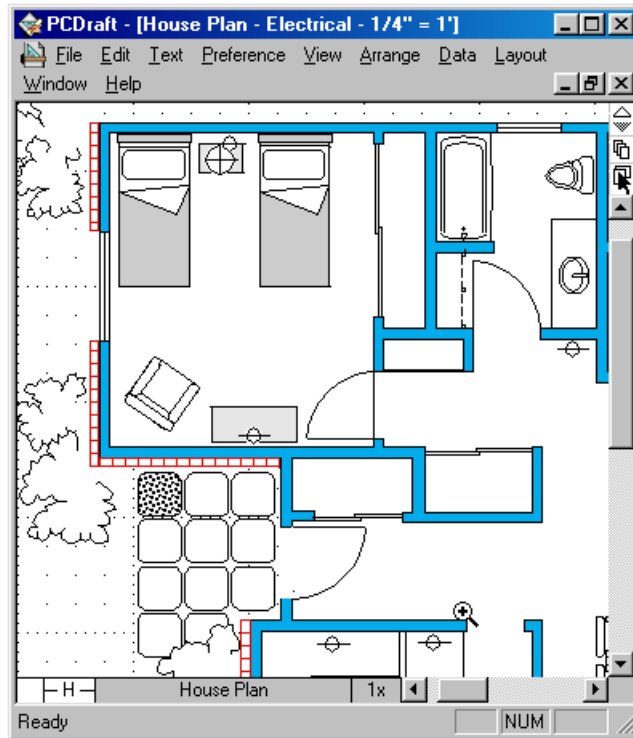 PCDraft - [House Plan - Electrical - 1/4" = 1']
File Edit Text Preference View Arrange Data Layout
Window Help
H House Plan 1x
Ready NUM